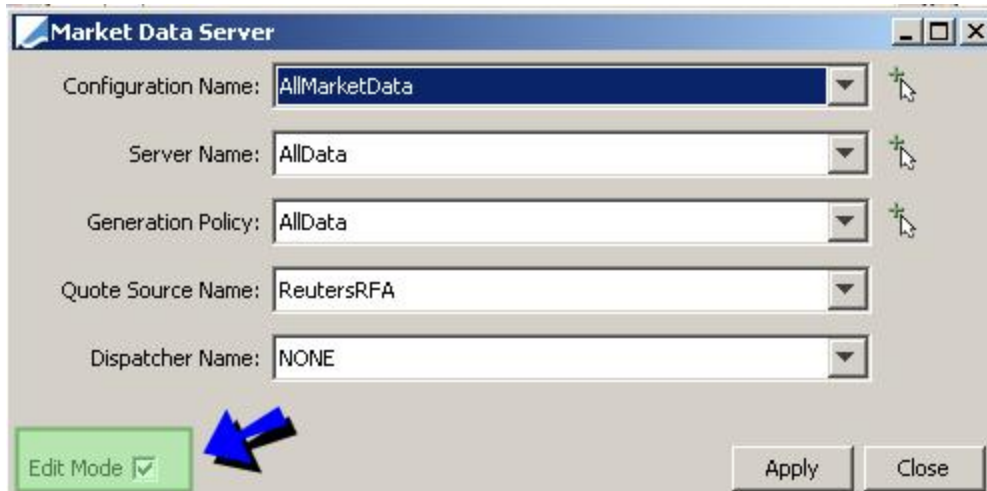 Market Data Server
Configuration Name: AllMarketData
Server Name: AllData
Generation Policy: AllData
Quote Source Name: ReutersRFA
Dispatcher Name: NONE
Edit Mode Apply Close